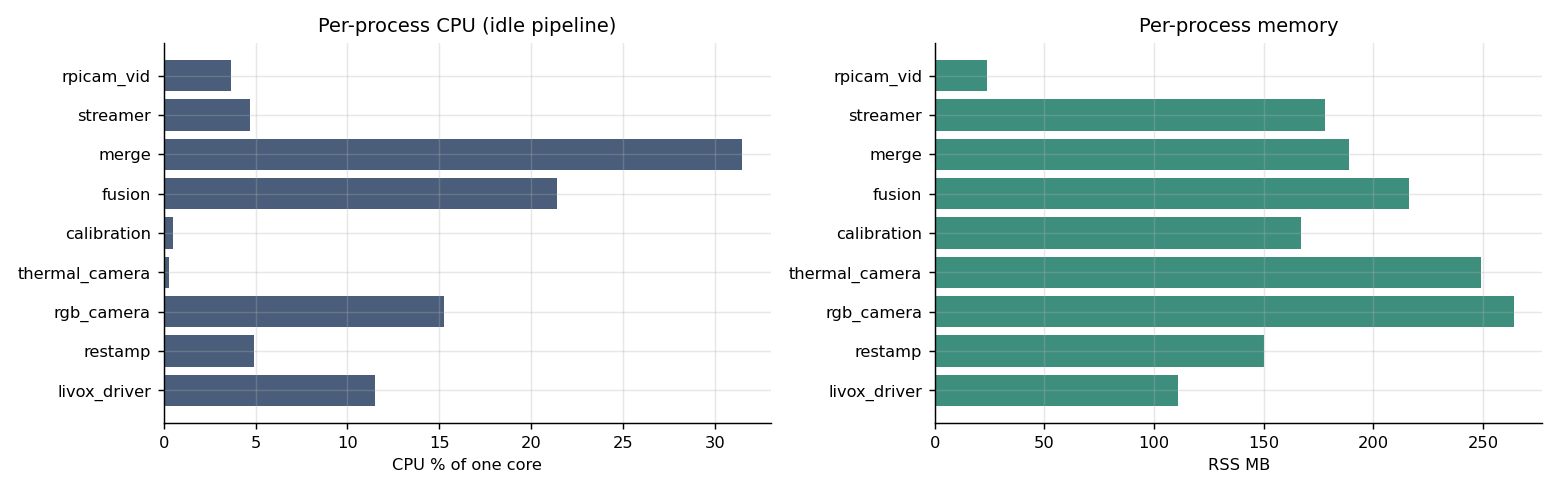 Per-process CPU (idle pipeline)
rpicam_vid
streamer
merge
fusion
calibration
thermal_camera
rgb_camera
restamp
livox_driver
0 5 10 15 20 25 30
CPU % of one core
Per-process memory
rpicam_vid
streamer
merge
fusion
calibration
thermal_camera
rgb_camera
restamp
livox_driver
0 50 100 150 200 250
RSS MB